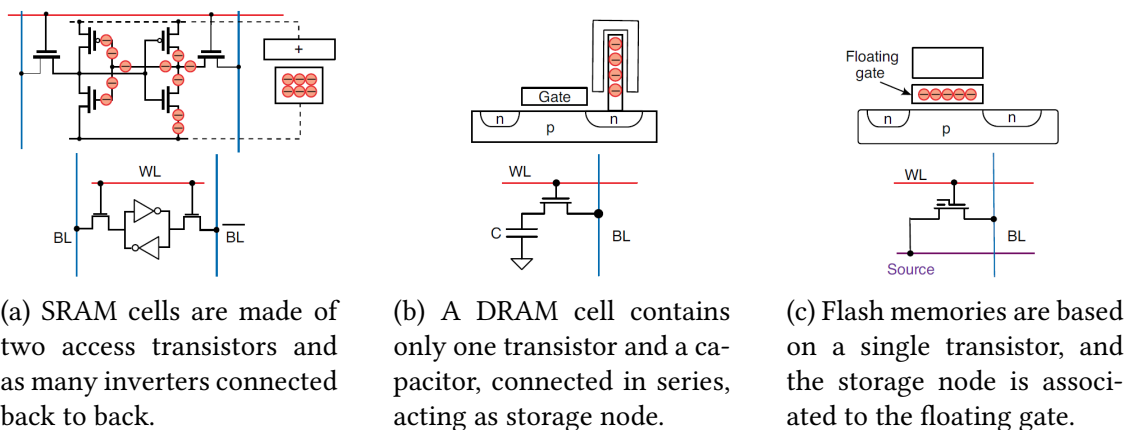 +
WL
BL
BL
(a) SRAM cells are made of
two access transistors and
as many inverters connected
back to back.
Gate
n
n
p
WL
C
BL
(b) A DRAM cell contains
only one transistor and a ca-
pacitor, connected in series,
acting as storage node.
Floating
gate
n
n
p
WL
BL
Source
(c) Flash memories are based
on a single transistor, and
the storage node is associ-
ated to the floating gate.